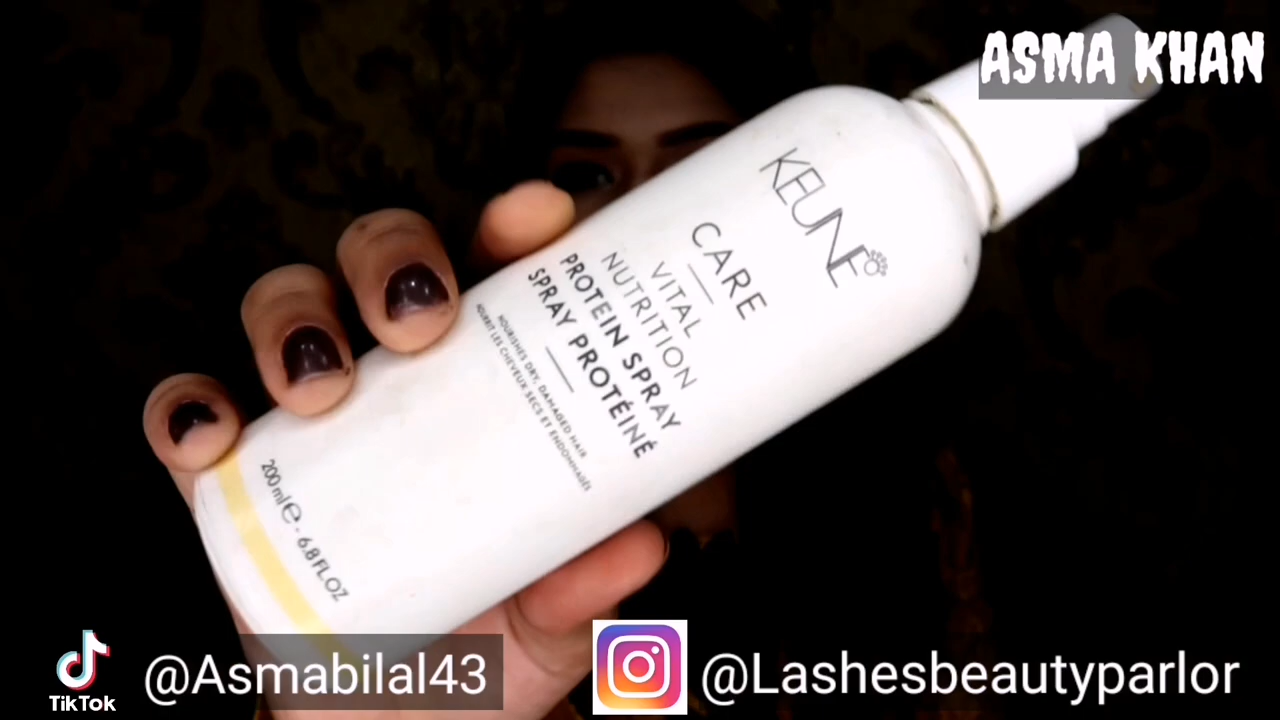 ASMA KHAN
KEUNE
CARE
VITAL
NUTRITION
PROTEIN SPRAY
SPRAY PROTÉINÉ
NOURISHES DRY, DAMAGED HAIR
NOURRIT LES CHEVEUX SECS ET ENDOMMAGÉS
200 ml e - 6.8 FL OZ
TikTok
@Asmabilal43
@Lashesbeautyparlor